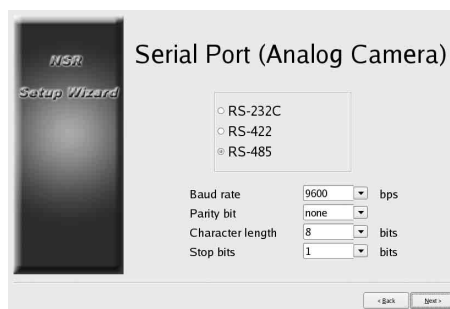 NSR
Setup Wizard
Serial Port (Analog Camera)
RS-232C
RS-422
RS-485
Baud rate 9600 bps
Parity bit none
Character length 8 bits
Stop bits 1 bits
< Back Next >